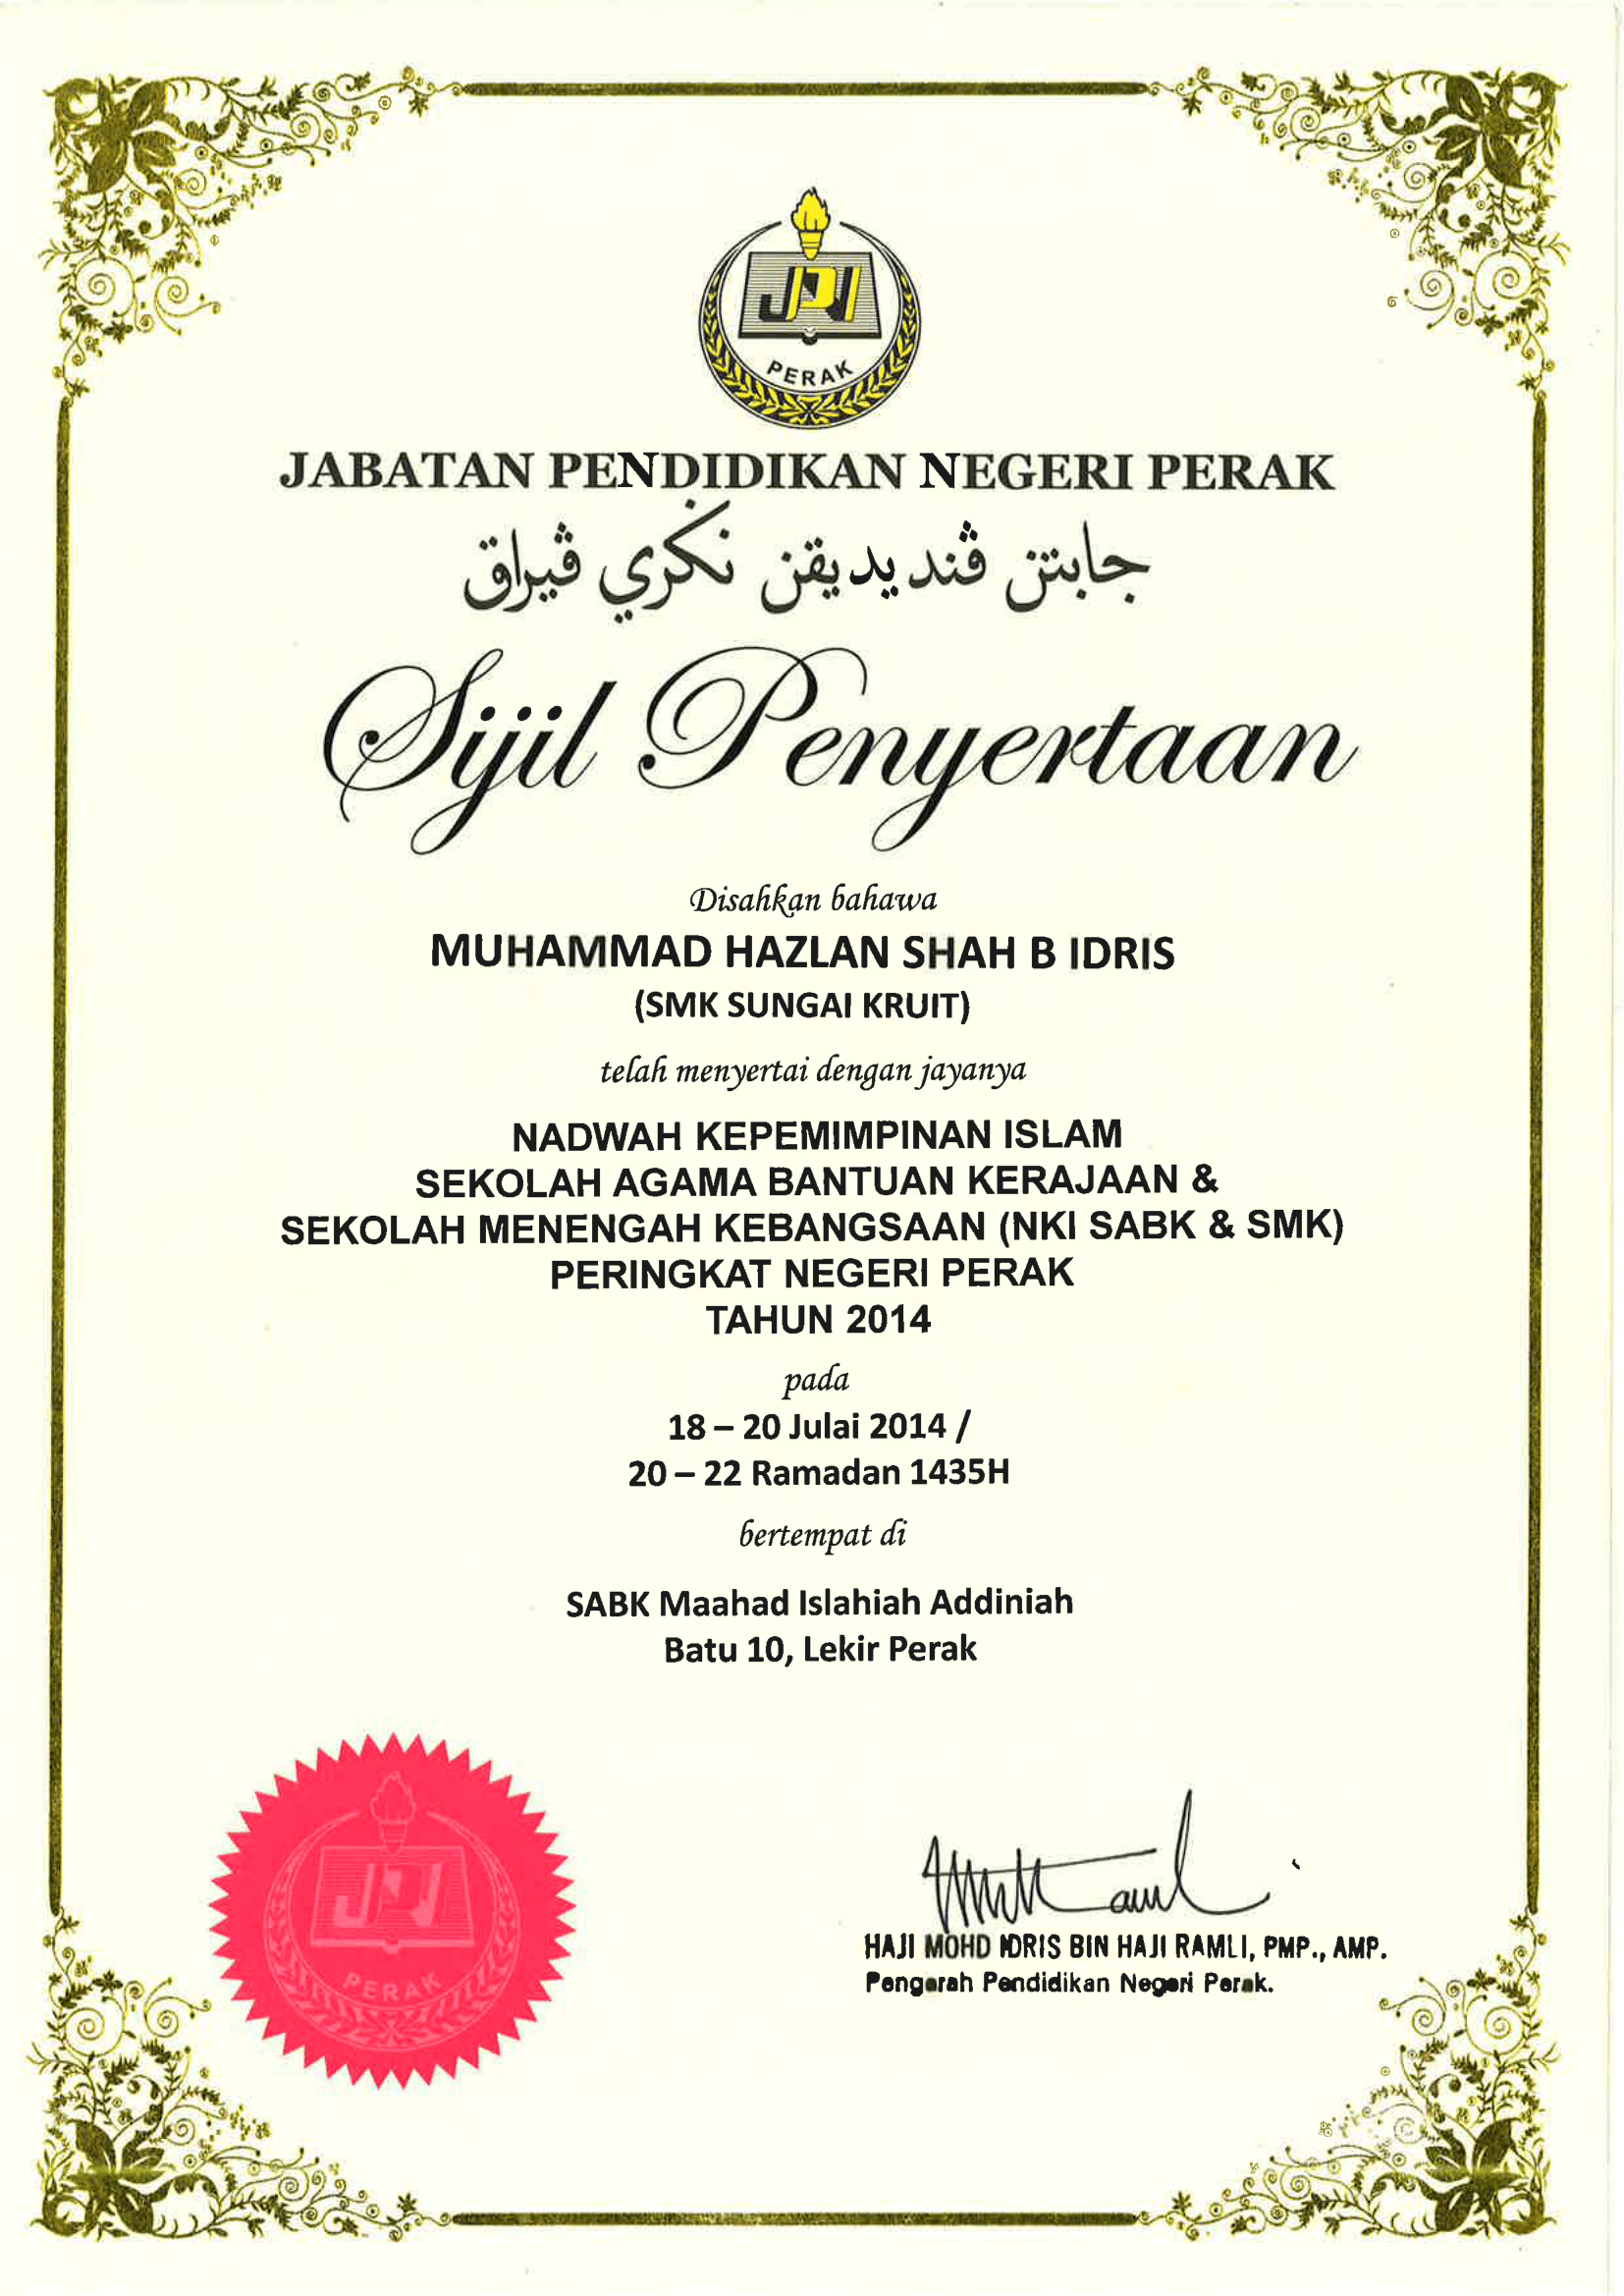 JPN
PERAK
JABATAN PENDIDIKAN NEGERI PERAK
جابتن ڤنديديقن نڬري ڤيراق
Sijil Penyertaan
Disahkan bahawa
MUHAMMAD HAZLAN SHAH B IDRIS
(SMK SUNGAI KRUIT)
telah menyertai dengan jayanya
NADWAH KEPEMIMPINAN ISLAM
SEKOLAH AGAMA BANTUAN KERAJAAN &
SEKOLAH MENENGAH KEBANGSAAN (NKI SABK & SMK)
PERINGKAT NEGERI PERAK
TAHUN 2014
pada
18 – 20 Julai 2014 /
20 – 22 Ramadan 1435H
bertempat di
SABK Maahad Islahiah Addiniah
Batu 10, Lekir Perak
JPN
PERAK
HAJI MOHD IDRIS BIN HAJI RAMLI, PMP., AMP.
Pengarah Pendidikan Negeri Perak.